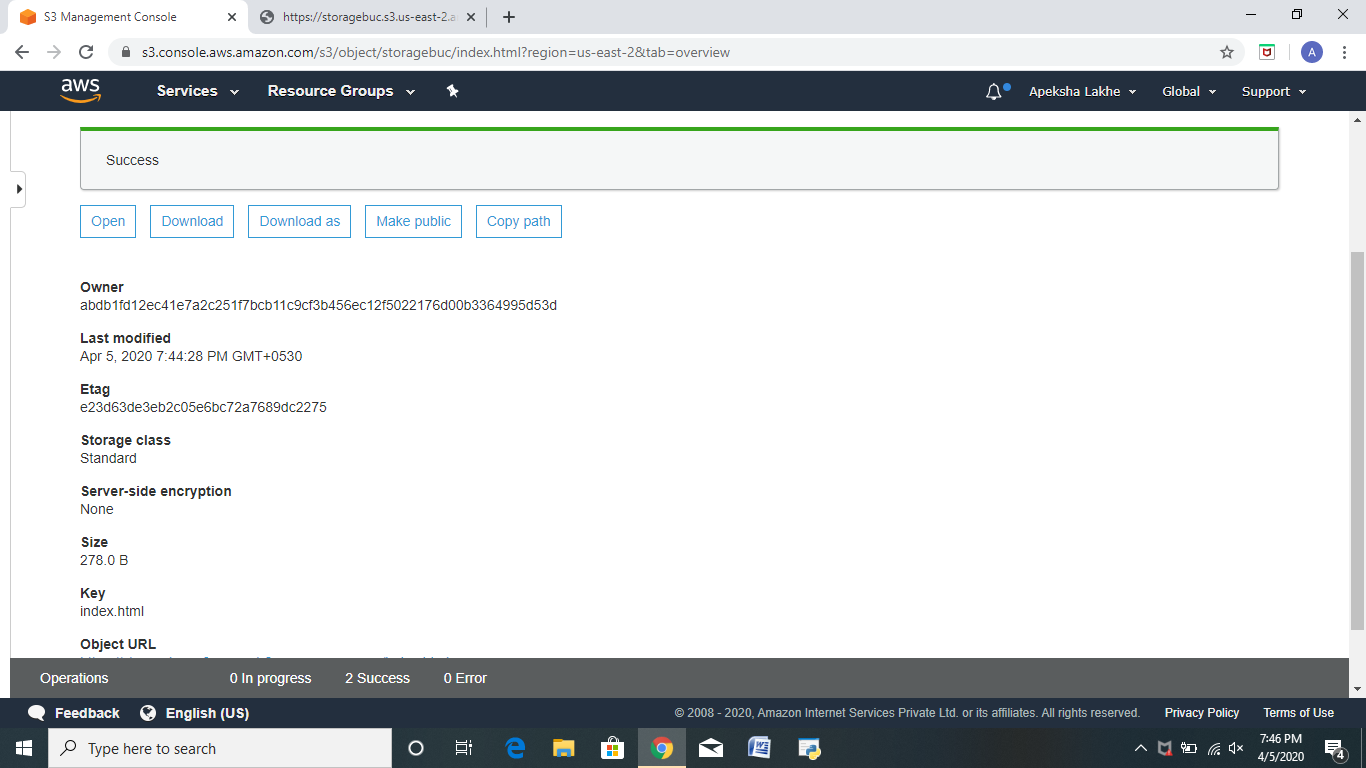 S3 Management Console
https://storagebuc.s3.us-east-2.a
s3.console.aws.amazon.com/s3/object/storagebuc/index.html?region=us-east-2&tab=overview
A
aws Services Resource Groups Apeksha Lakhe Global Support
Success
Open Download Download as Make public Copy path
Owner
abdb1fd12ec41e7a2c251f7bcb11c9cf3b456ec12f5022176d00b3364995d53d
Last modified
Apr 5, 2020 7:44:28 PM GMT+0530
Etag
e23d63de3eb2c05e6bc72a7689dc2275
Storage class
Standard
Server-side encryption
None
Size
278.0 B
Key
index.html
Object URL
Operations 0 In progress 2 Success 0 Error
Feedback English (US) © 2008 - 2020, Amazon Internet Services Private Ltd. or its affiliates. All rights reserved. Privacy Policy Terms of Use
Type here to search
7:46 PM
4/5/2020
4